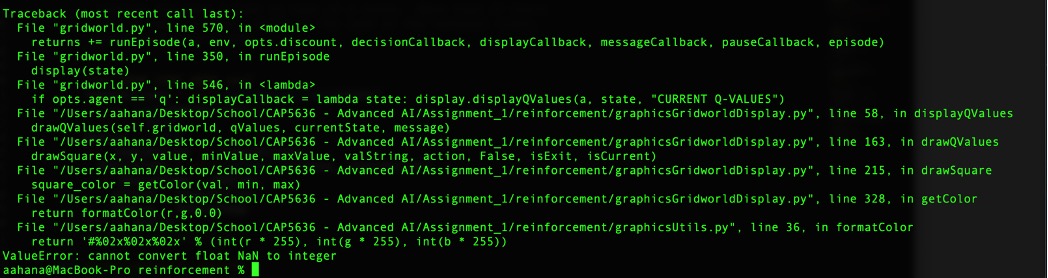 Traceback (most recent call last):
  File "gridworld.py", line 570, in <module>
    returns += runEpisode(a, env, opts.discount, decisionCallback, displayCallback, messageCallback, pauseCallback, episode)
  File "gridworld.py", line 350, in runEpisode
    display(state)
  File "gridworld.py", line 546, in <lambda>
    if opts.agent == 'q': displayCallback = lambda state: display.displayQValues(a, state, "CURRENT Q-VALUES")
  File "/Users/aahana/Desktop/School/CAP5636 - Aadvanced AI/Assignment_1/reinforcement/graphicsGridworldDisplay.py", line 58, in displayQValues
    drawQValues(self.gridworld, qValues, currentState, message)
  File "/Users/aahana/Desktop/School/CAP5636 - Advanced AI/Assignment_1/reinforcement/graphicsGridworldDisplay.py", line 163, in drawQValues
    drawSquare(x, y, value, minValue, maxValue, valString, action, False, isExit, isCurrent)
  File "/Users/aahana/Desktop/School/CAP5636 - Advanced AI/Assignment_1/reinforcement/graphicsGridworldDisplay.py", line 215, in drawSquare
    square_color = getColor(val, min, max)
  File "/Users/aahana/Desktop/School/CAP5636 - Advanced AI/Assignment_1/reinforcement/graphicsGridworldDisplay.py", line 328, in getColor
    return formatColor(r,g,0.0)
  File "/Users/aahana/Desktop/School/CAP5636 - Advanced AI/Assignment_1/reinforcement/graphicsUtils.py", line 36, in formatColor
    return '#%02x%02x%02x' % (int(r * 255), int(g * 255), int(b * 255))
ValueError: cannot convert float NaN to integer
aahana@MacBook-Pro reinforcement %